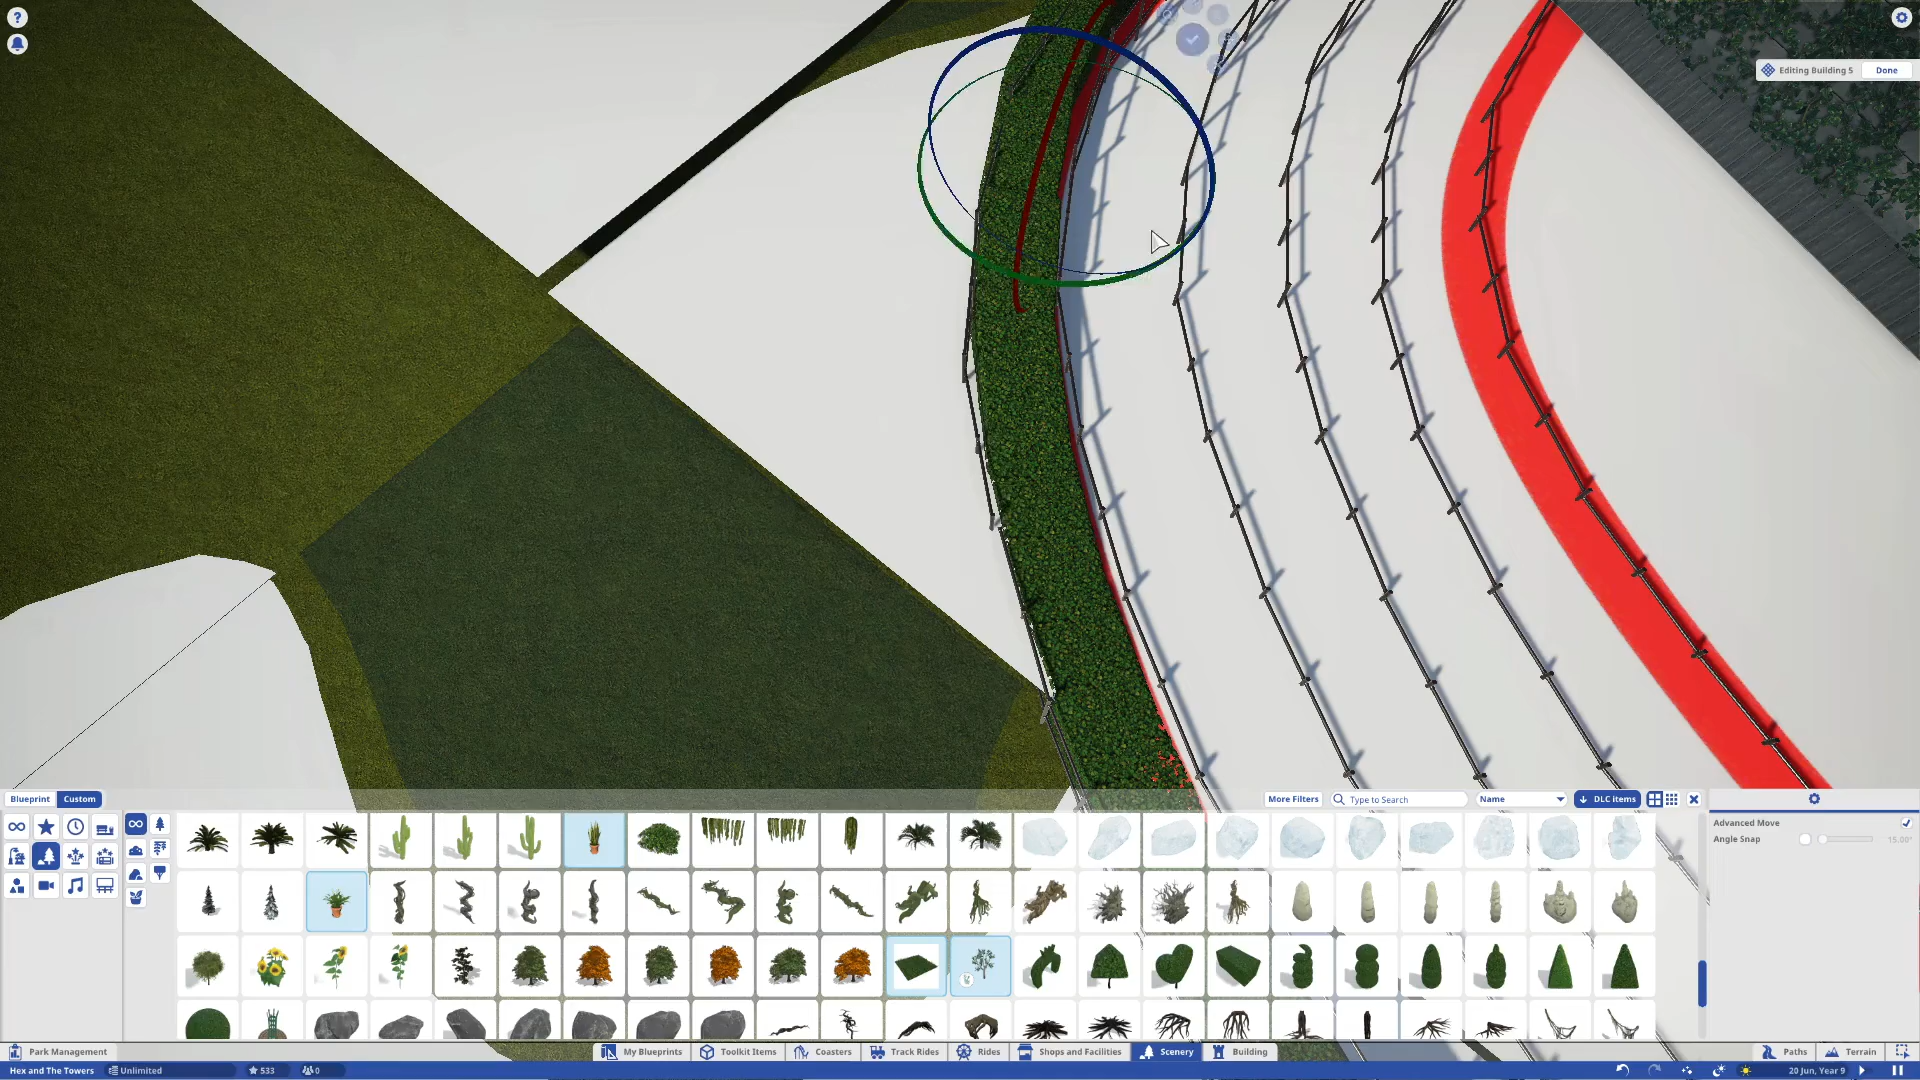 ?
Editing Building 5 Done
Blueprint Custom
More Filters Type to Search Name DLC items
Advanced Move
Angle Snap 15.00°
Park Management My Blueprints Toolkit Items Coasters Track Rides Rides Shops and Facilities Scenery Building Paths Terrain
Hex and The Towers Unlimited 533 0 20 Jun, Year 9